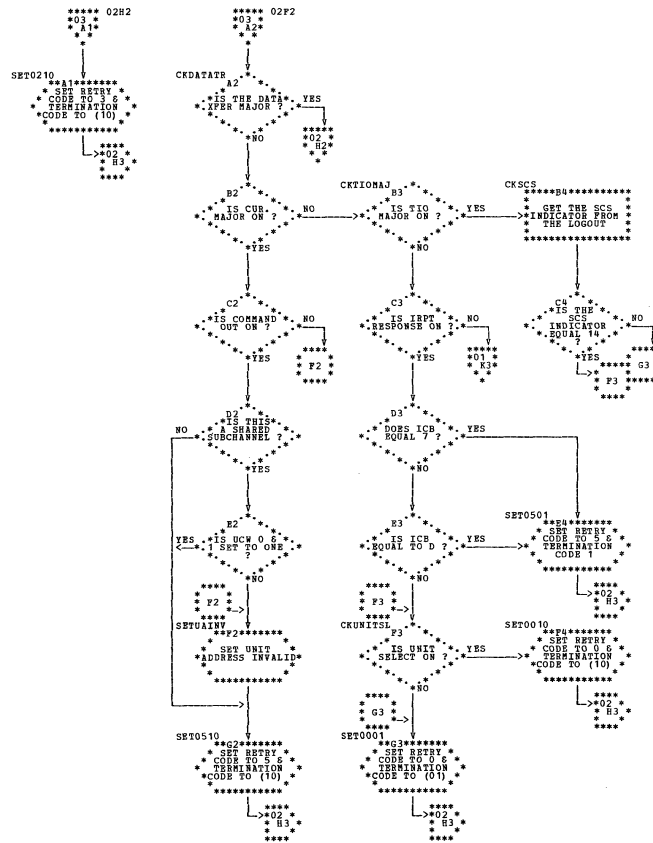 02H2
03
A1
SET0210
A1
SET RETRY
CODE TO 3 &
TERMINATION
CODE TO (10)
02
H3
02F2
03
A2
CKDATATR
A2
IS THE DATA
XFER MAJOR ?
YES
02
H2
NO
B2
IS CUR
MAJOR ON ?
NO
YES
CKTIOMAJ
B3
IS TIO
MAJOR ON ?
YES
NO
CKSCS
B4
GET THE SCS
INDICATOR FROM
THE LOGOUT
C2
IS COMMAND
OUT ON ?
NO
F2
YES
C3
IS IRPT
RESPONSE ON ?
NO
01
K3
YES
C4
IS THE
SCS
INDICATOR
EQUAL 14
?
NO
G3
YES
F3
D2
IS THIS
A SHARED
SUBCHANNEL ?
NO
YES
D3
DOES ICB
EQUAL 7 ?
YES
NO
E2
IS UCW 0 &
1 SET TO ONE
?
YES
NO
E3
IS ICB
EQUAL TO D ?
YES
NO
SET0501
E4
SET RETRY
CODE TO 5 &
TERMINATION
CODE 1
02
H3
F2
SETUAINV
F2
SET UNIT
ADDRESS INVALID
F3
CKUNITSL
F3
IS UNIT
SELECT ON ?
YES
NO
SET0010
F4
SET RETRY
CODE TO 0 &
TERMINATION
CODE TO (10)
02
H3
SET0510
G2
SET RETRY
CODE TO 5 &
TERMINATION
CODE TO (10)
02
H3
G3
SET0001
G3
SET RETRY
CODE TO 0 &
TERMINATION
CODE TO (01)
02
H3